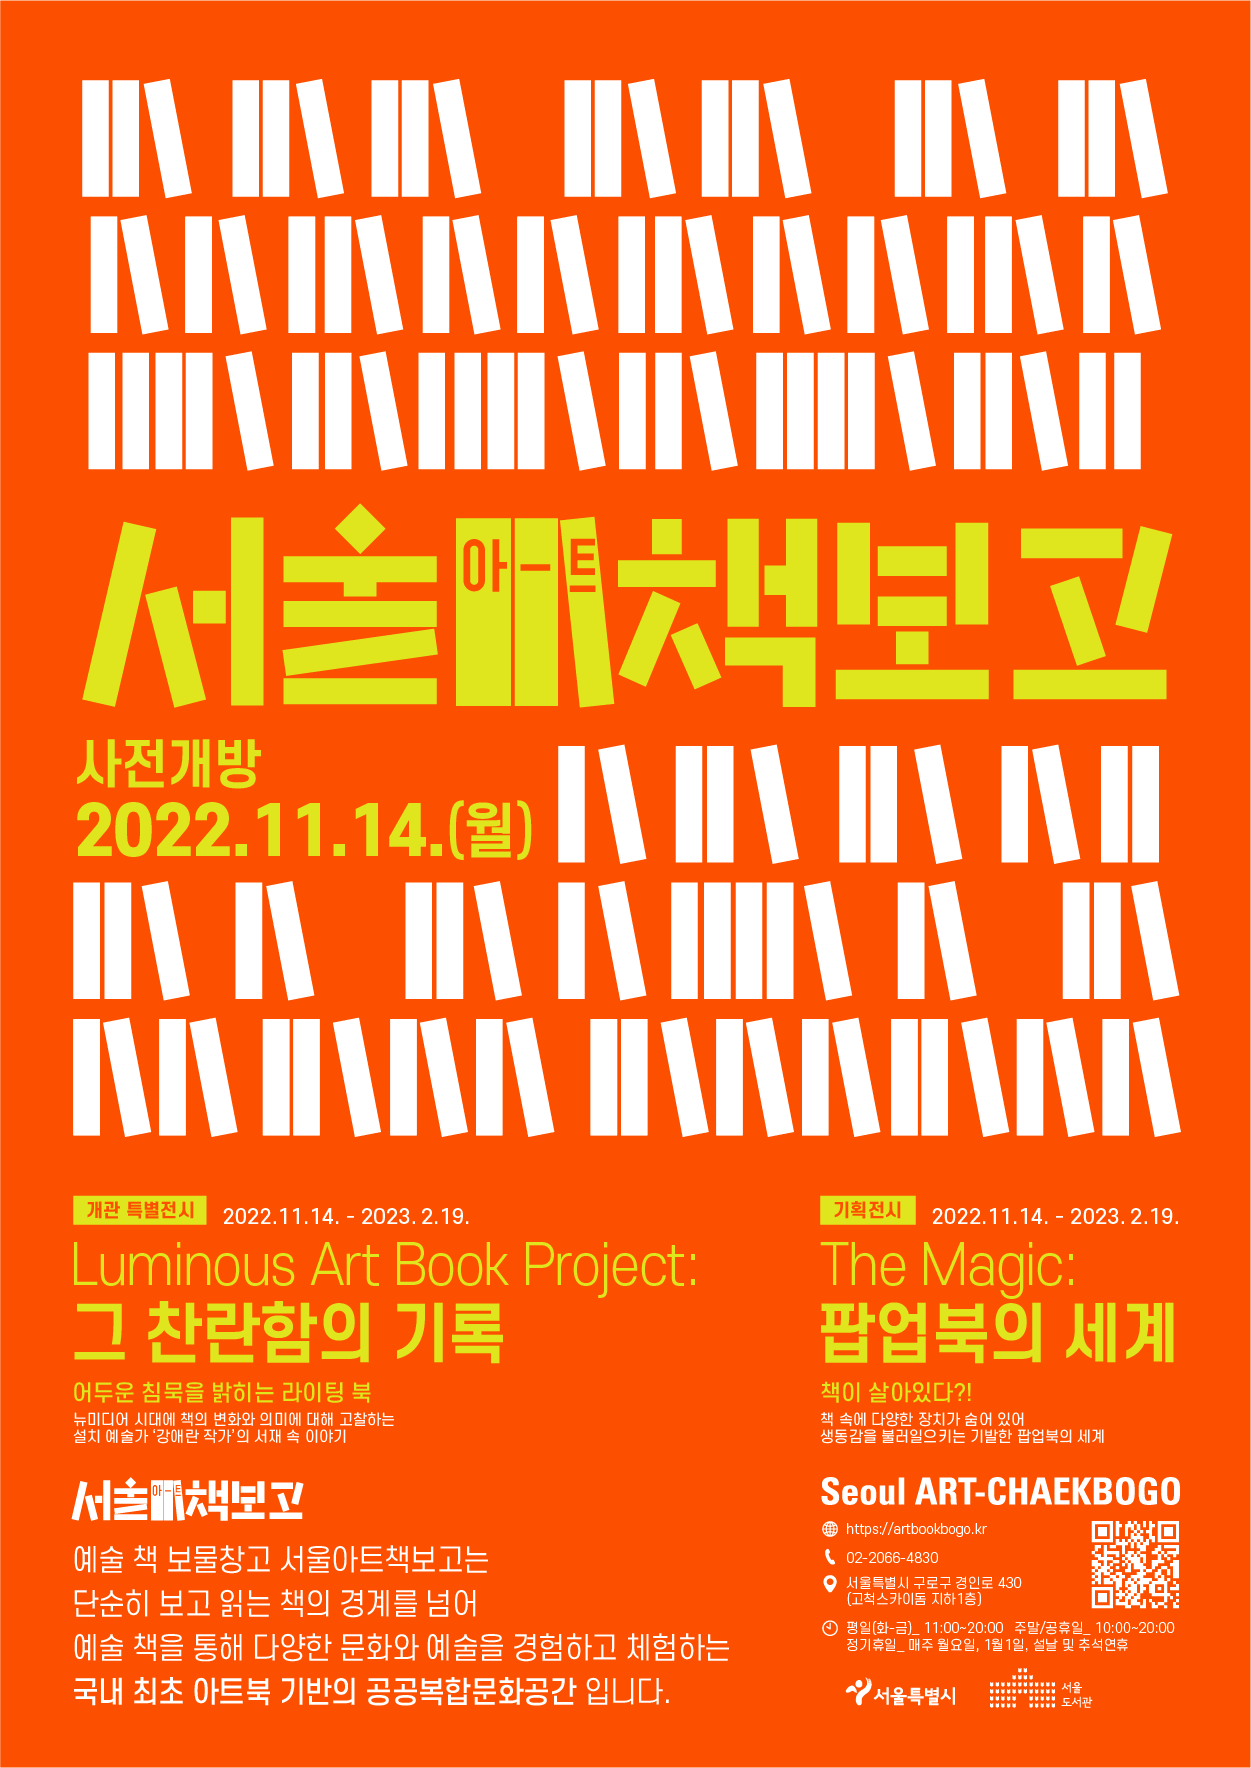 서울아트책보고
사전개방
2022.11.14.(월)
개관 특별전시 2022.11.14. - 2023. 2.19.
Luminous Art Book Project:
그 찬란함의 기록
어두운 침묵을 밝히는 라이팅 북
뉴미디어 시대에 책의 변화와 의미에 대해 고찰하는
설치 예술가 '강애란 작가'의 서재 속 이야기
기획전시 2022.11.14. - 2023. 2.19.
The Magic:
팝업북의 세계
책이 살아있다?!
책 속에 다양한 장치가 숨어 있어
생동감을 불러일으키는 기발한 팝업북의 세계
서울아트책보고
예술 책 보물창고 서울아트책보고는
단순히 보고 읽는 책의 경계를 넘어
예술 책을 통해 다양한 문화와 예술을 경험하고 체험하는
국내 최초 아트북 기반의 공공복합문화공간 입니다.
Seoul ART-CHAEKBOGO
https://artbookbogo.kr
02-2066-4830
서울특별시 구로구 경인로 430
(고척스카이돔 지하1층)
평일(화-금)_ 11:00~20:00 주말/공휴일_ 10:00~20:00
정기휴일_ 매주 월요일, 1월1일, 설날 및 추석연휴
서울특별시
서울
도서관